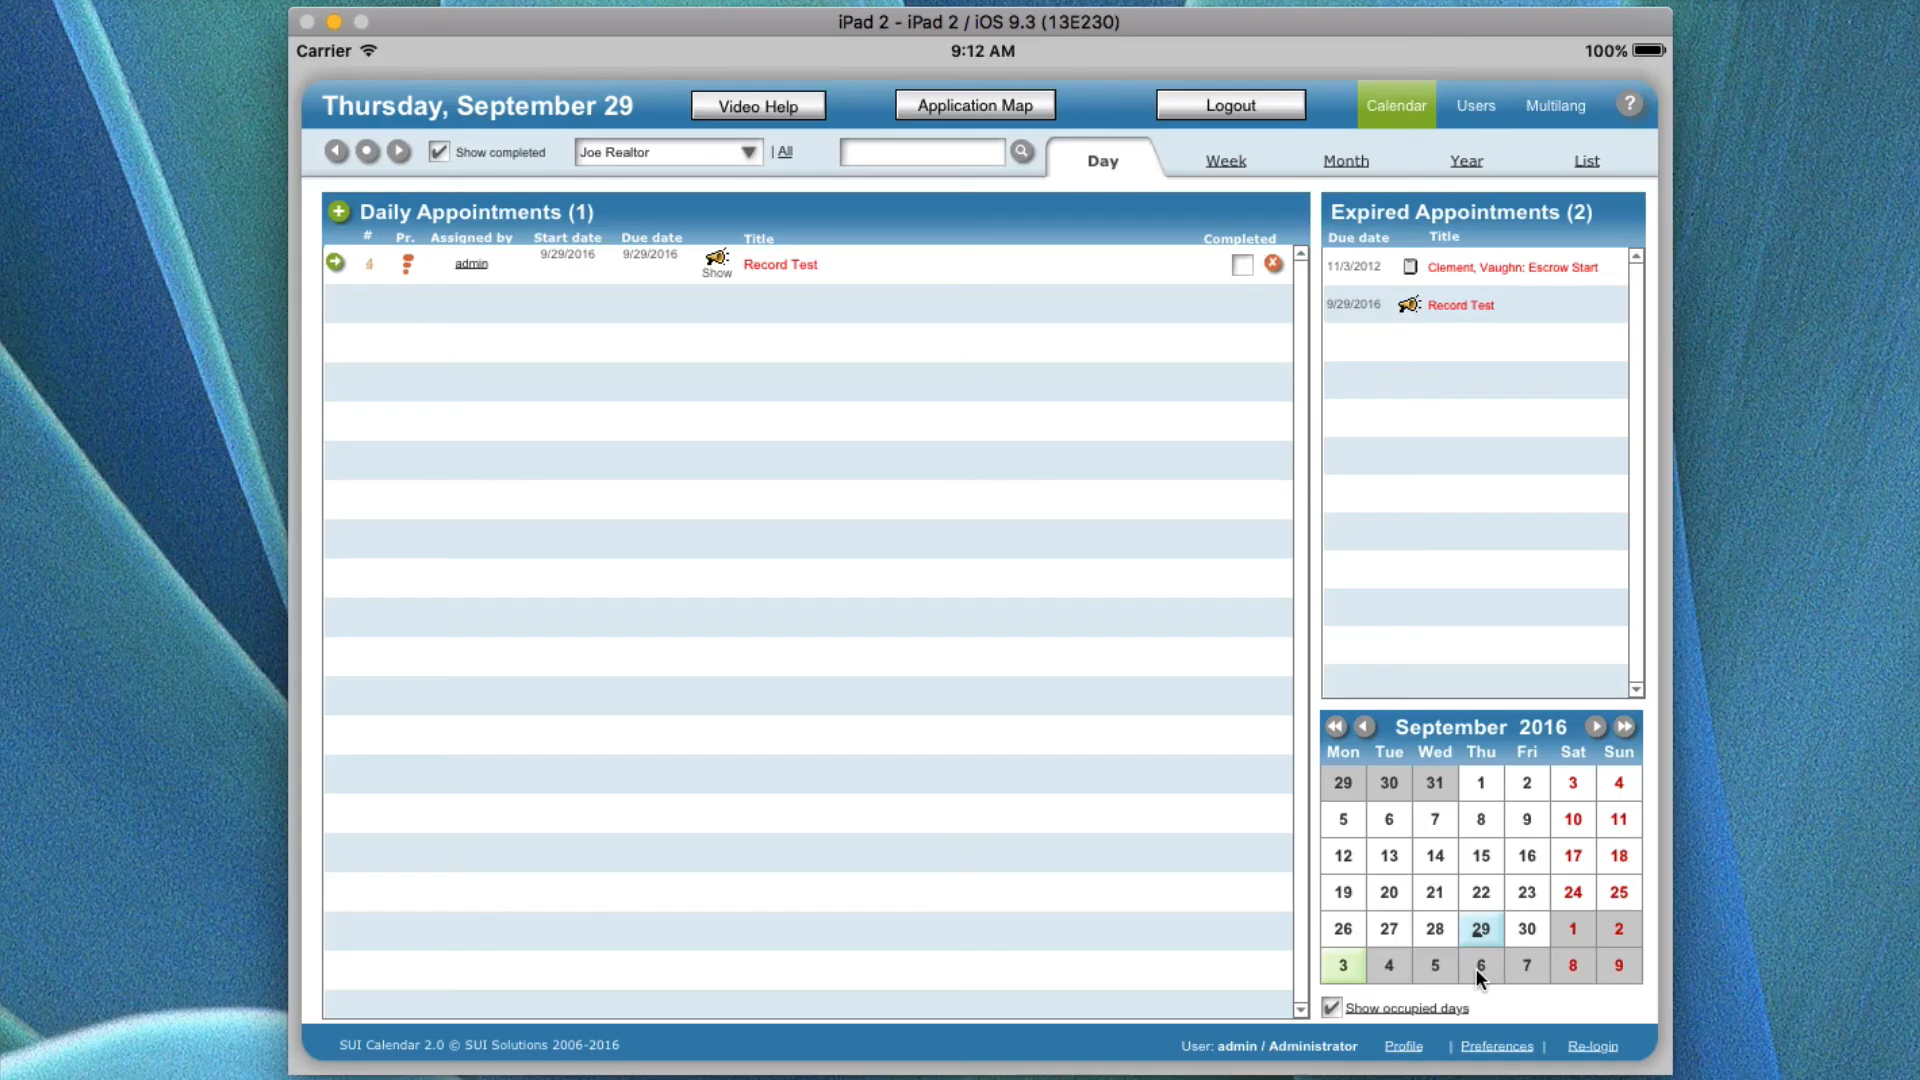 iPad 2 - iPad 2 / iOS 9.3 (13E230)
Carrier 9:12 AM 100%
Thursday, September 29 Video Help Application Map Logout Calendar Users Multilang ?
Show completed Joe Realtor | All Day Week Month Year List
Daily Appointments (1)
# Pr. Assigned by Start date Due date Title Completed
4 admin 9/29/2016 9/29/2016 Show Record Test
Expired Appointments (2)
Due date Title
11/3/2012 Clement, Vaughn: Escrow Start
9/29/2016 Record Test
September 2016
Mon Tue Wed Thu Fri Sat Sun
29 30 31 1 2 3 4
5 6 7 8 9 10 11
12 13 14 15 16 17 18
19 20 21 22 23 24 25
26 27 28 29 30 1 2
3 4 5 6 7 8 9
Show occupied days
SUI Calendar 2.0 © SUI Solutions 2006-2016 User: admin / Administrator Profile | Preferences | Re-login